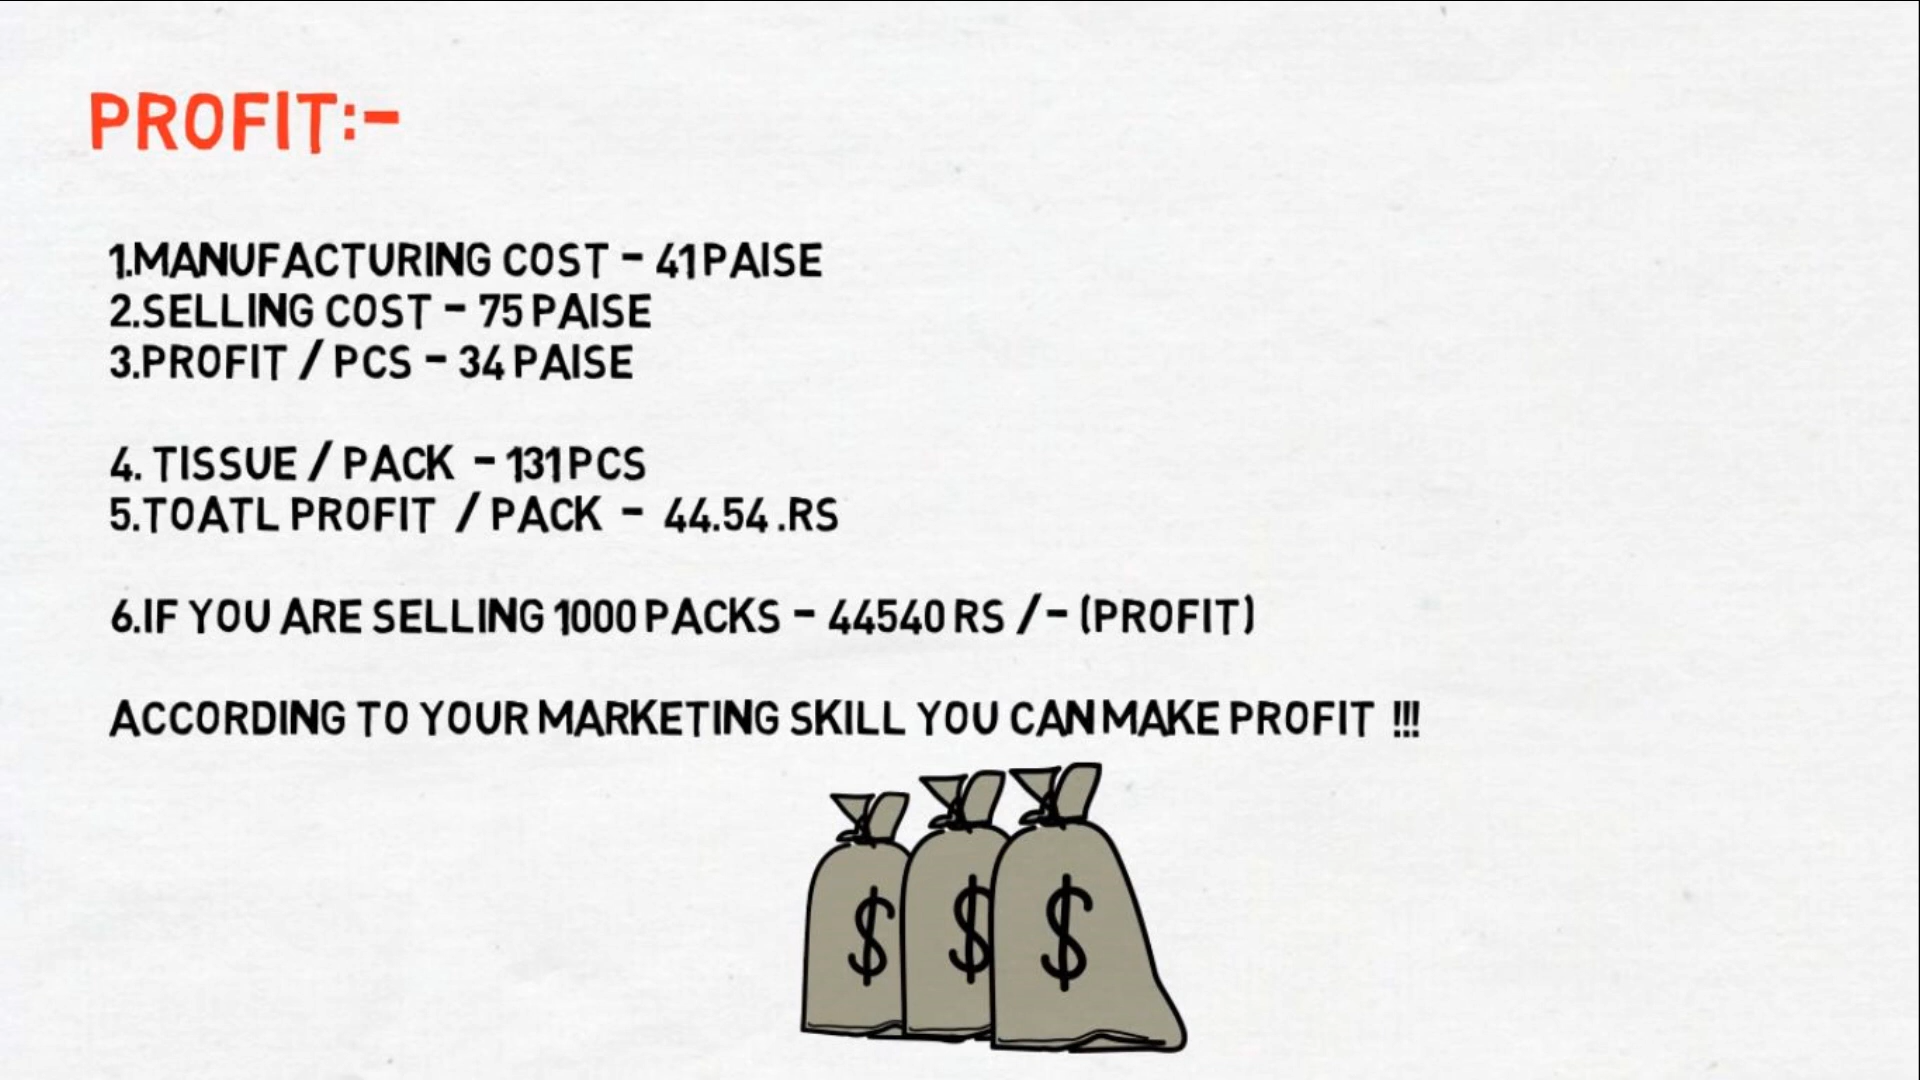 PROFIT:-
1.MANUFACTURING COST - 41 PAISE
2.SELLING COST - 75 PAISE
3.PROFIT / PCS - 34 PAISE
4. TISSUE / PACK - 131 PCS
5.TOATL PROFIT / PACK - 44.54 .RS
6.IF YOU ARE SELLING 1000 PACKS - 44540 RS /- (PROFIT)
ACCORDING TO YOUR MARKETING SKILL YOU CAN MAKE PROFIT !!!
$ $ $